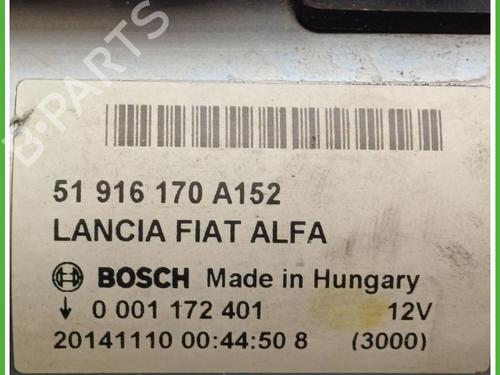 B-PARTS
51 916 170 A152
LANCIA FIAT ALFA
BOSCH Made in Hungary
↓ 0 001 172 401 12V
20141110 00:44:50 8 (3000)